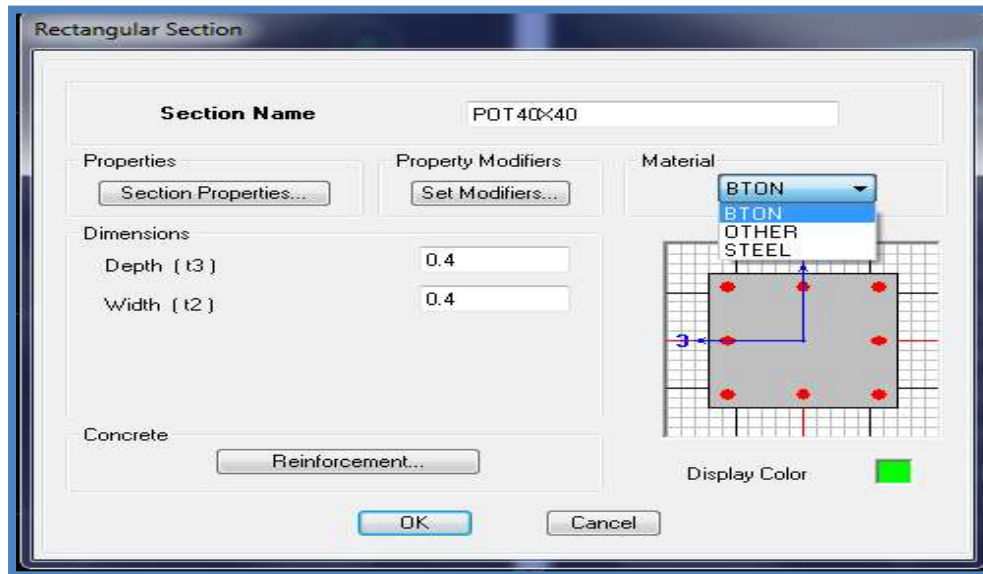 Rectangular Section
Section Name POT40X40
Properties Property Modifiers Material
Section Properties... Set Modifiers... BTON
BTON
OTHER
STEEL
Dimensions
Depth ( t3 ) 0.4
Width ( t2 ) 0.4
3
Concrete
Reinforcement...
Display Color
OK Cancel